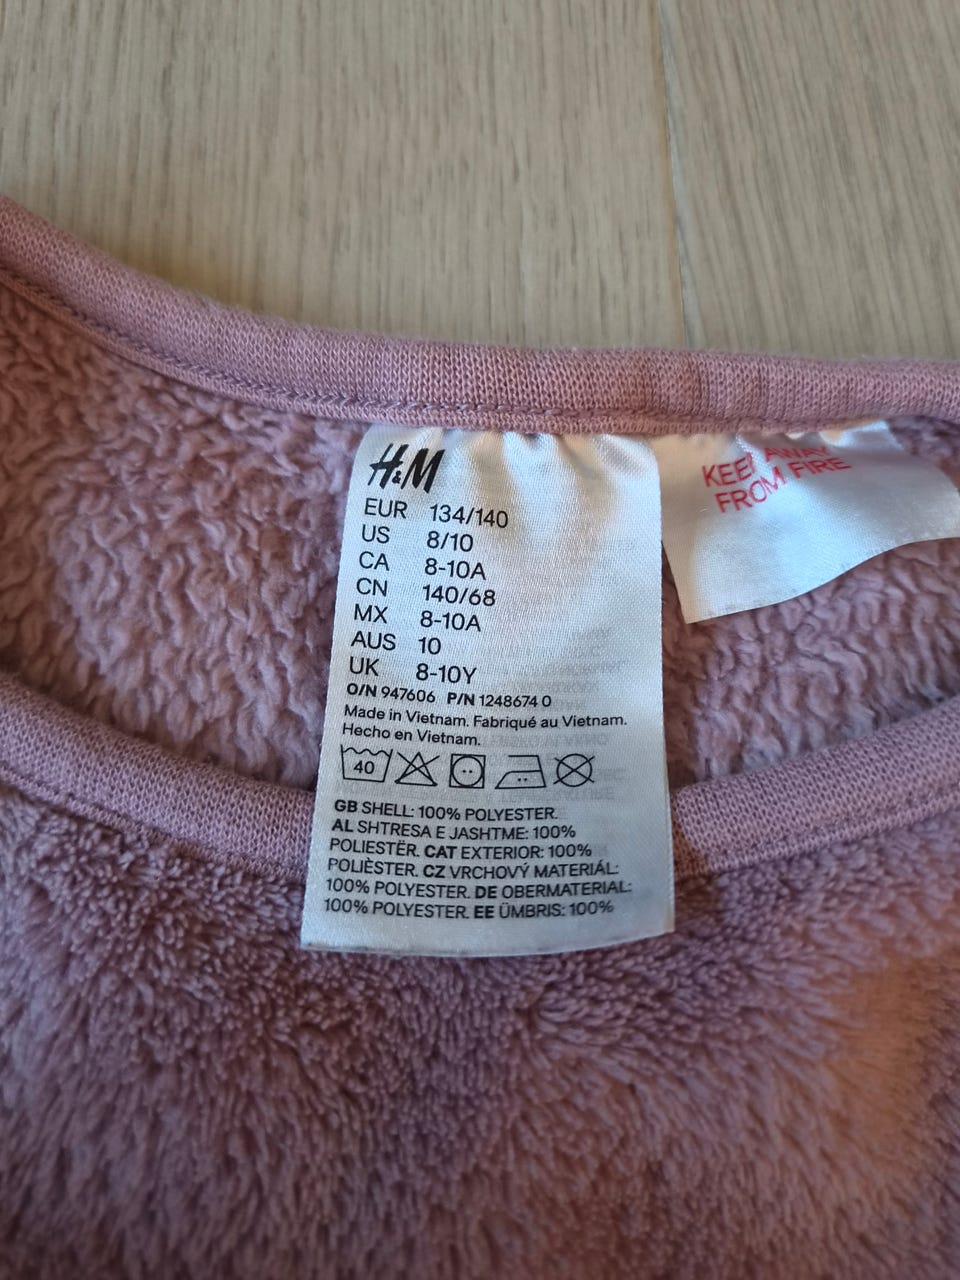 H&M
EUR 134/140
US 8/10
CA 8-10A
CN 140/68
MX 8-10A
AUS 10
UK 8-10Y
O/N 947606 P/N 1248674 0
Made in Vietnam. Fabriqué au Vietnam.
Hecho en Vietnam.
40
GB SHELL: 100% POLYESTER.
AL SHTRESA E JASHTME: 100%
POLIESTËR. CAT EXTERIOR: 100%
POLIÈSTER. CZ VRCHOVÝ MATERIÁL:
100% POLYESTER. DE OBERMATERIAL:
100% POLYESTER. EE ÜMBRIS: 100%
KEEP AWAY
FROM FIRE